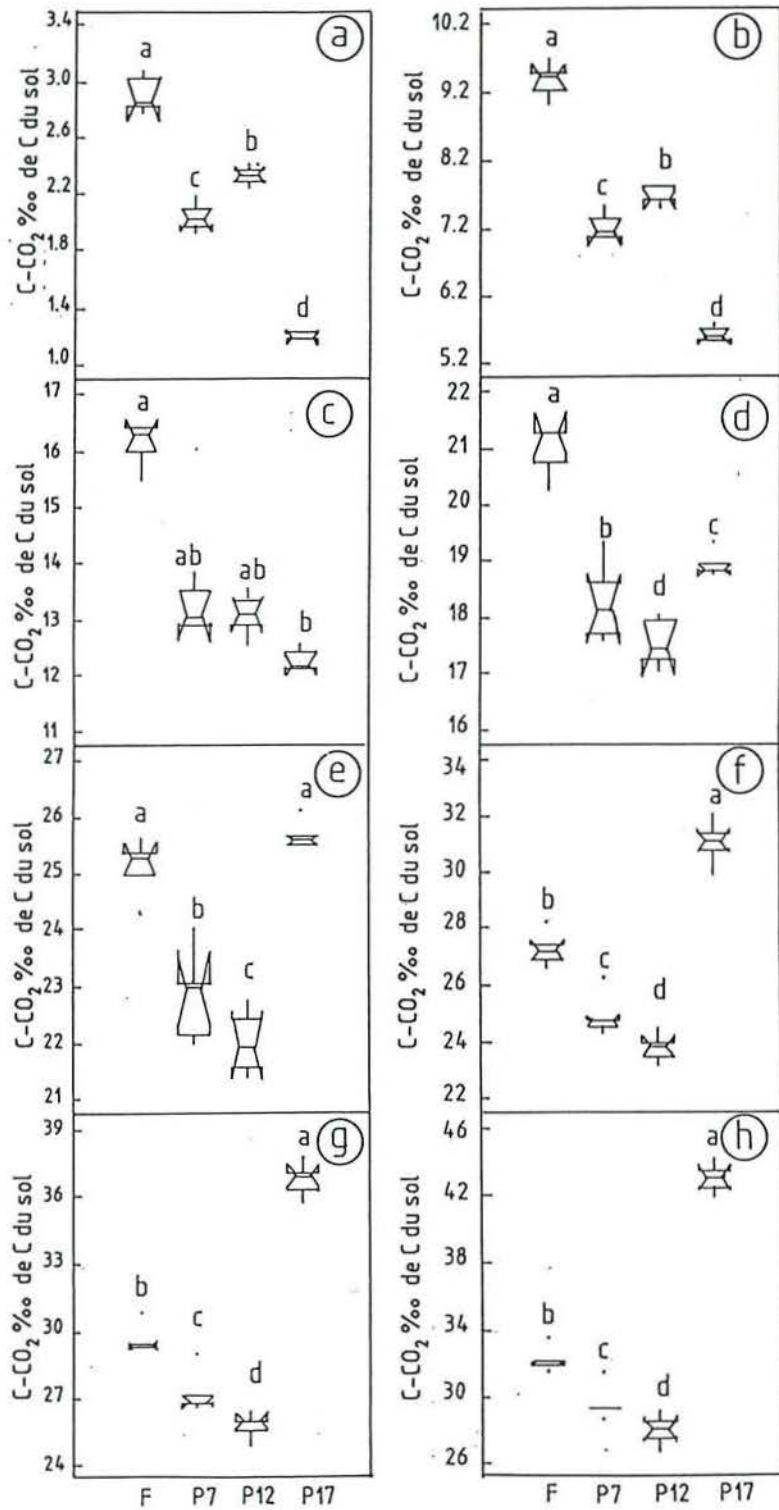 C-CO₂ ‰ de C du sol
3.4
3.0
2.6
2.2
1.8
1.4
1.0
a
c
b
d
a
C-CO₂ ‰ de C du sol
10.2
9.2
8.2
7.2
6.2
5.2
a
c
b
d
b
C-CO₂ ‰ de C du sol
17
16
15
14
13
12
11
a
ab
ab
b
c
C-CO₂ ‰ de C du sol
22
21
20
19
18
17
16
a
b
d
c
d
C-CO₂ ‰ de C du sol
27
26
25
24
23
22
21
a
b
c
a
e
C-CO₂ ‰ de C du sol
34
32
30
28
26
24
22
b
c
d
a
f
C-CO₂ ‰ de C du sol
39
36
33
30
27
24
b
c
d
a
g
F P7 P12 P17
C-CO₂ ‰ de C du sol
46
42
38
34
30
26
b
c
d
a
h
F P7 P12 P17